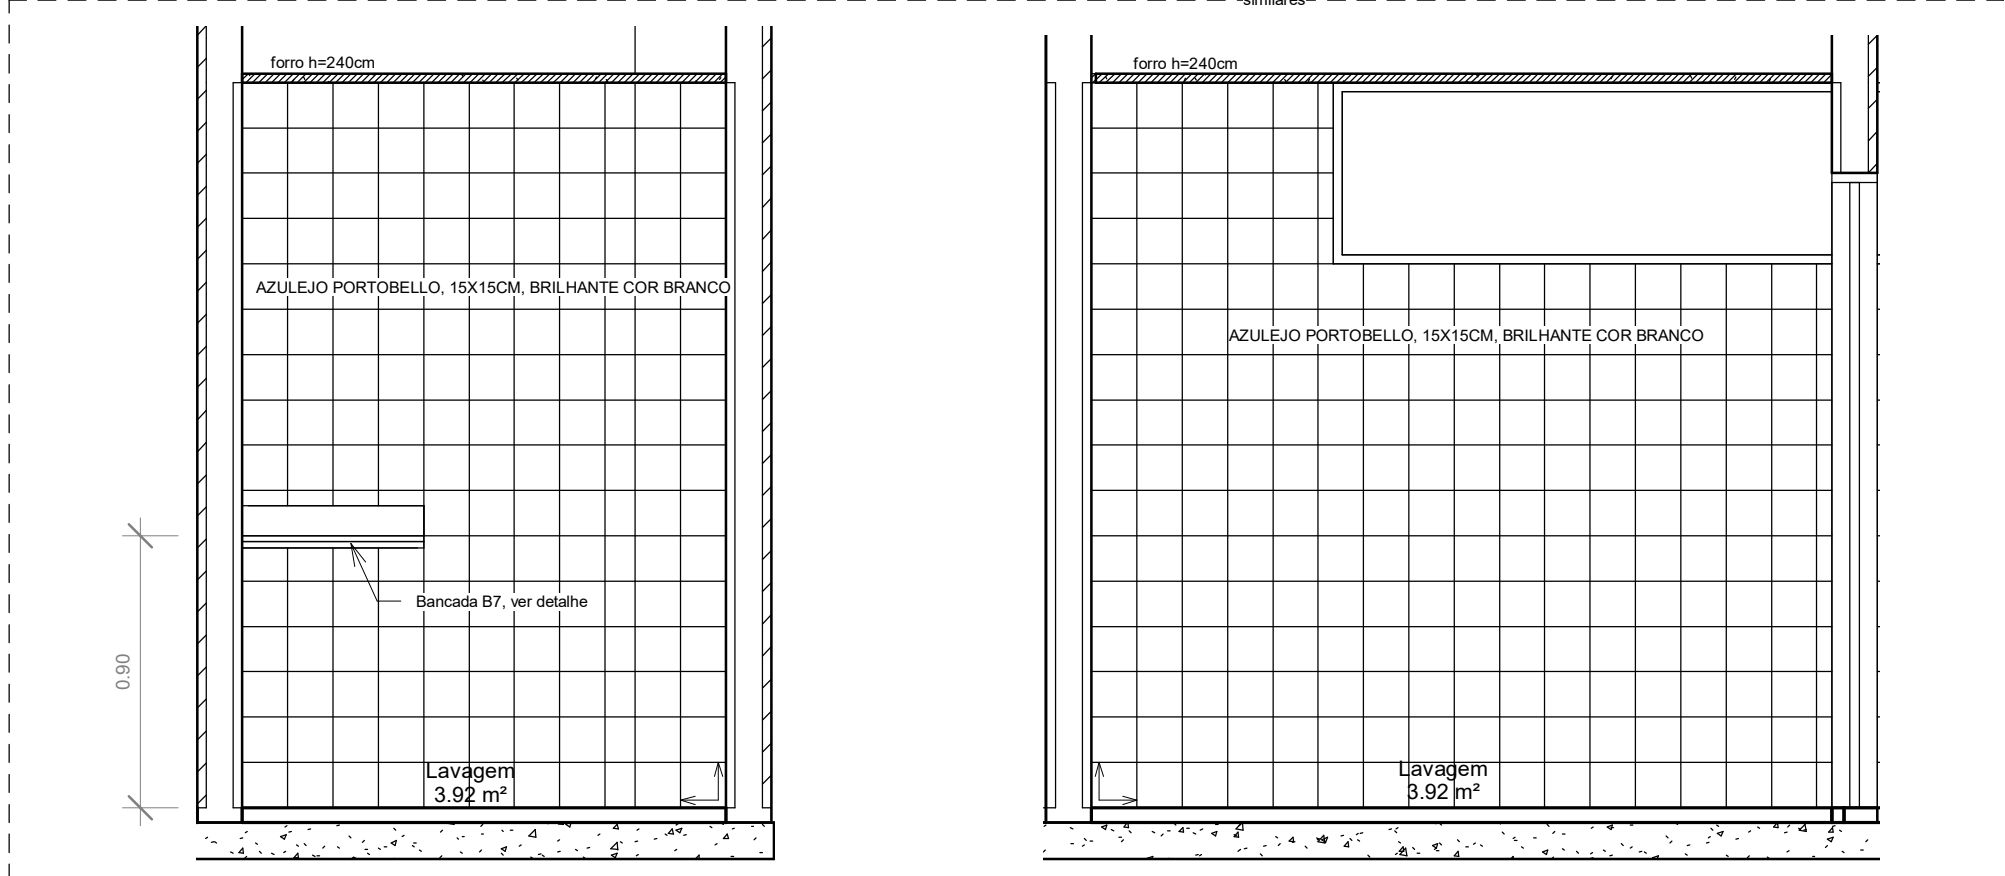 similares
forro h=240cm
AZULEJO PORTOBELLO, 15X15CM, BRILHANTE COR BRANCO
Bancada B7, ver detalhe
0.90
Lavagem
3.92 m²
forro h=240cm
AZULEJO PORTOBELLO, 15X15CM, BRILHANTE COR BRANCO
Lavagem
3.92 m²